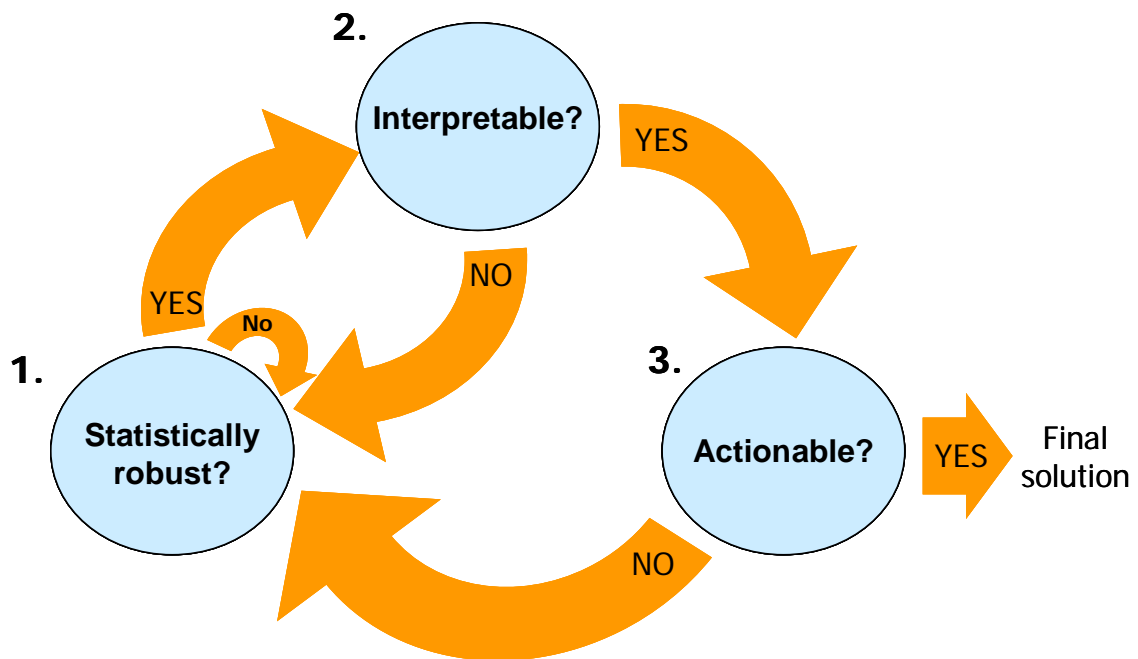 2.
Interpretable?
YES
NO
YES
No
1.
Statistically
robust?
3.
Actionable?
YES
Final
solution
NO